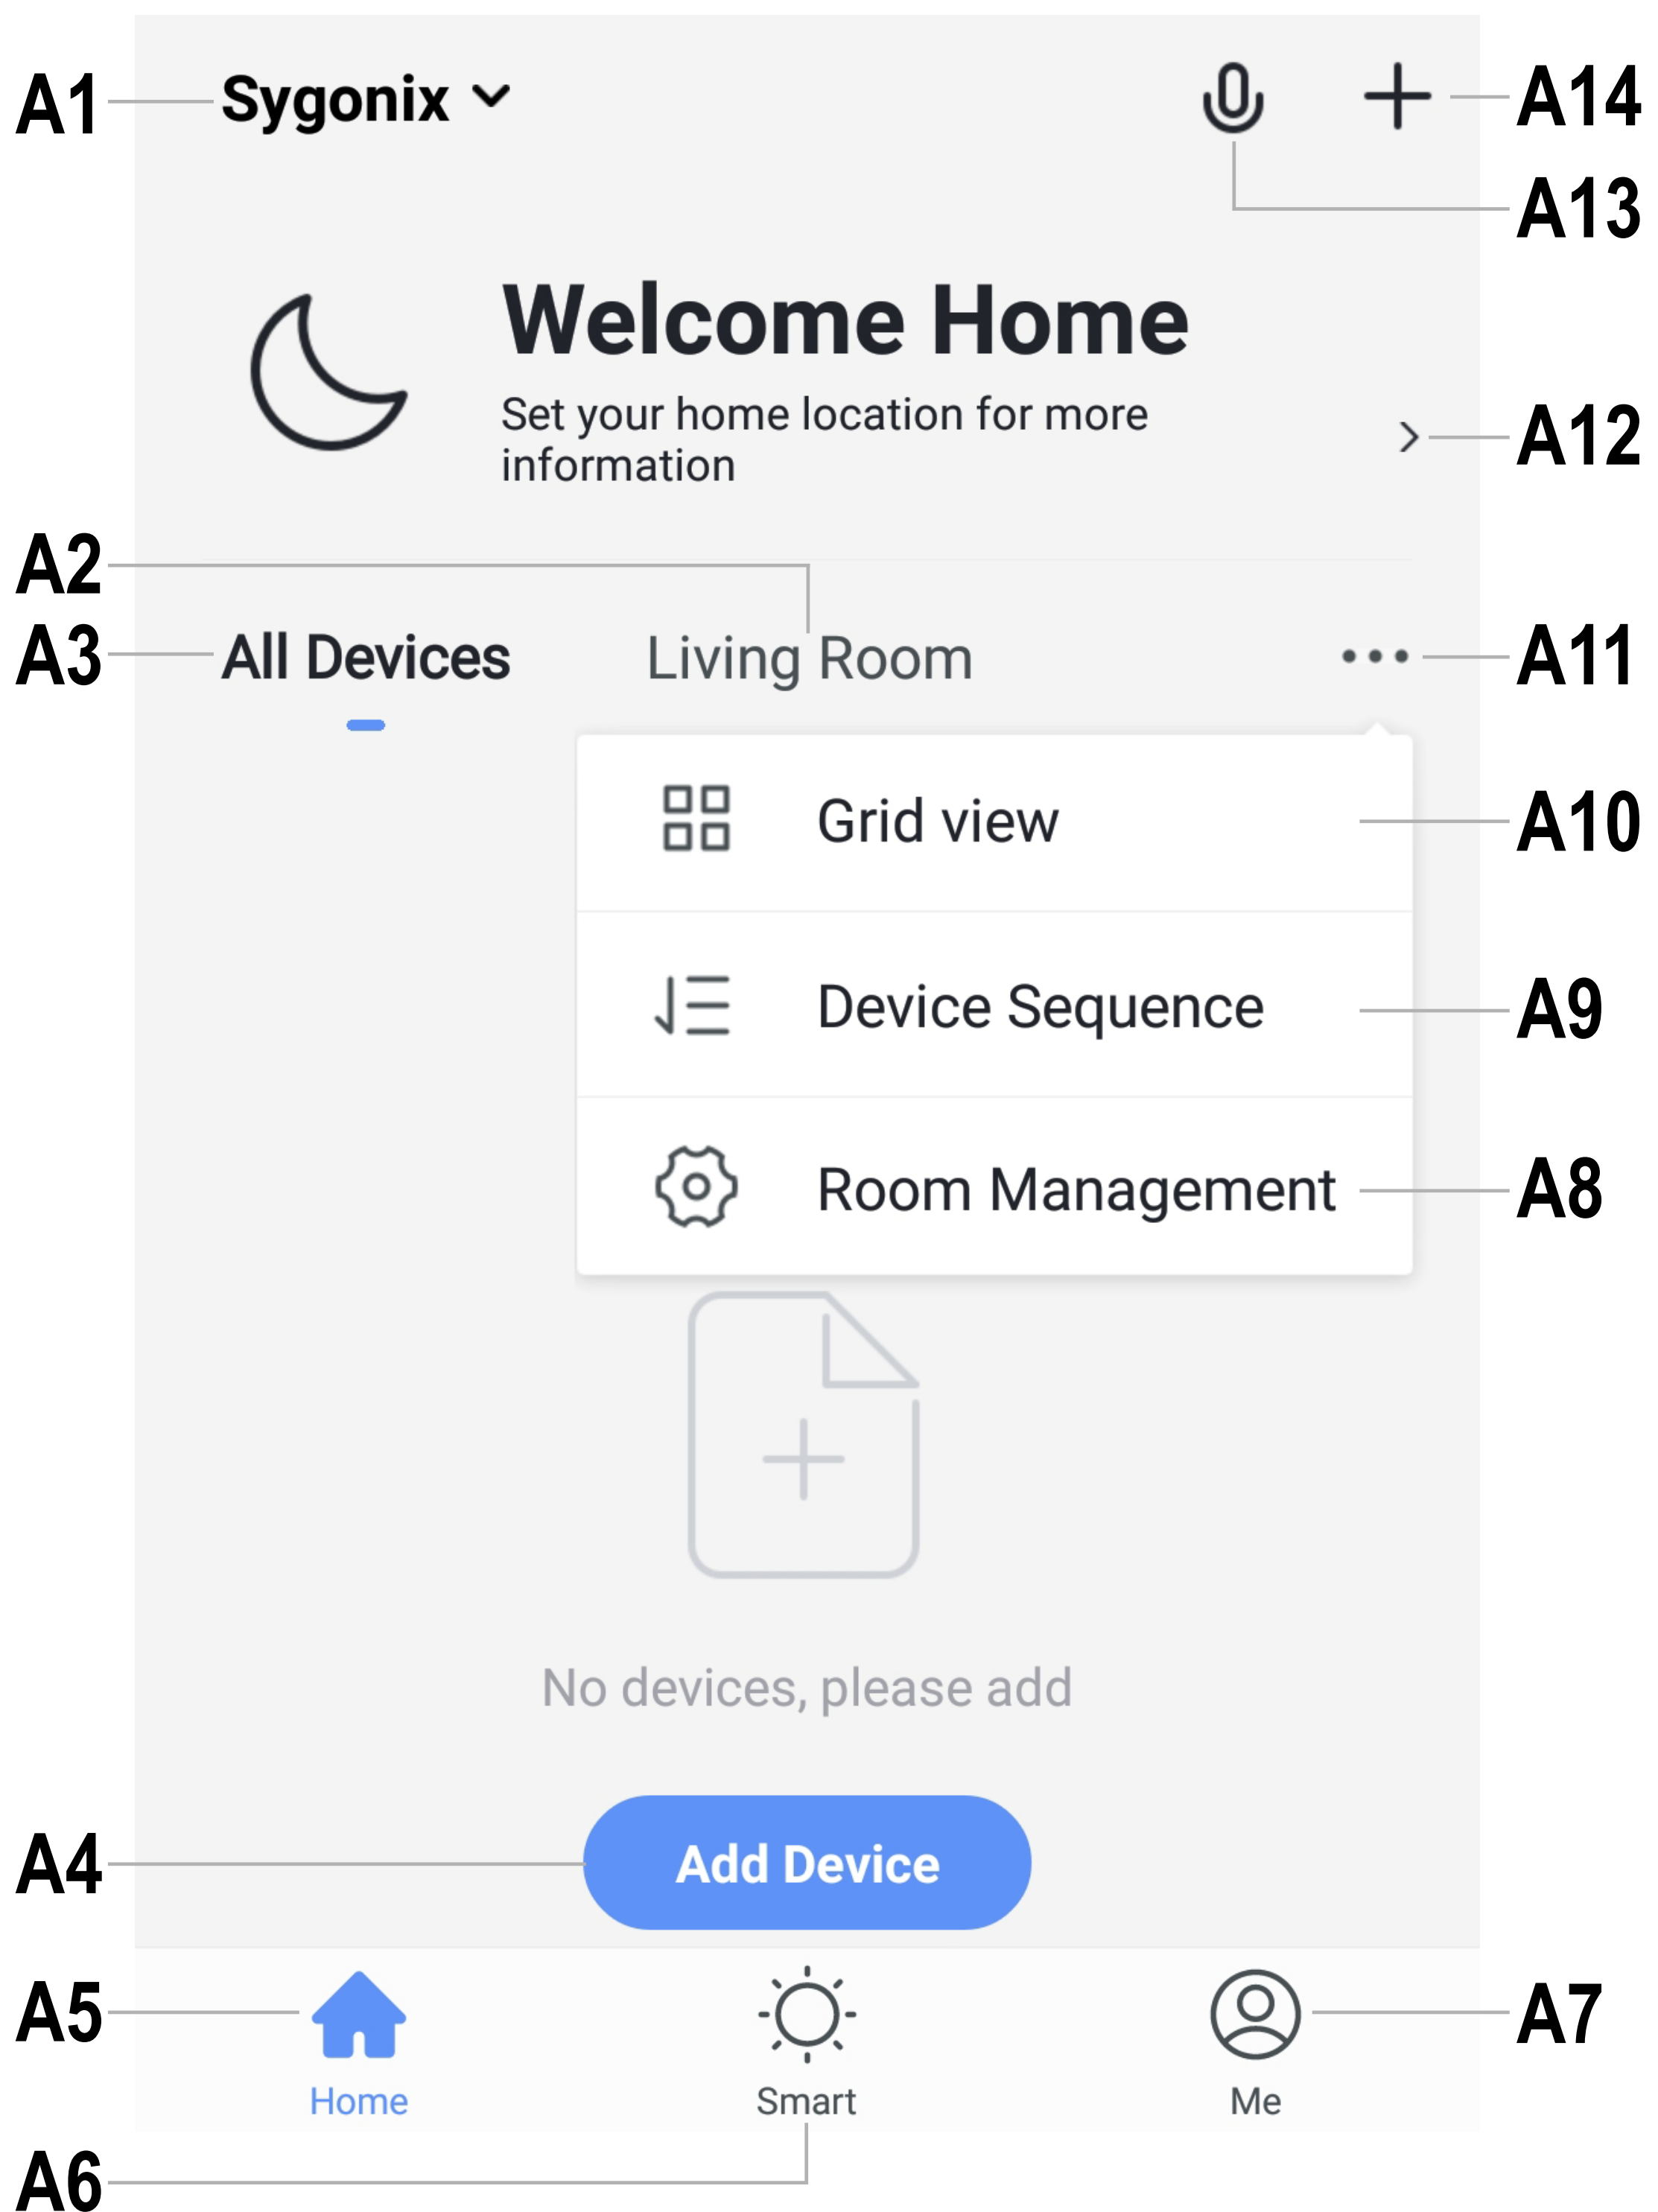 A1 Sygonix A14
A13
Welcome Home
Set your home location for more
information
A12
A2
A3 All Devices Living Room A11
Grid view A10
Device Sequence A9
Room Management A8
No devices, please add
A4 Add Device
A5 A7
Home Smart Me
A6